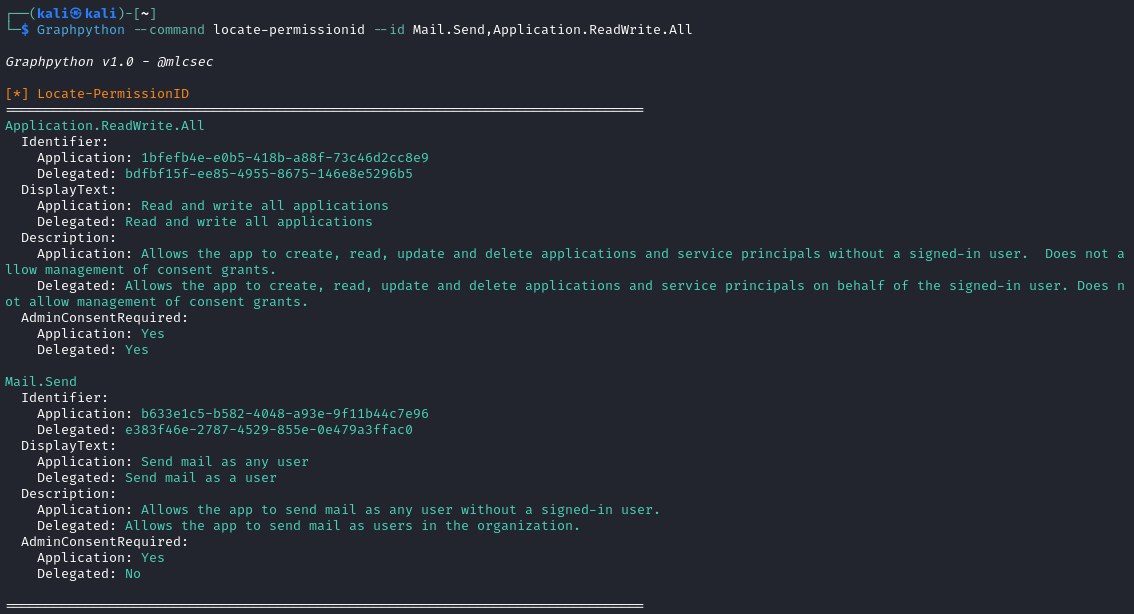 ┌──(kali㉿kali)-[~]
└─$ Graphpython --command locate-permissionid --id Mail.Send,Application.ReadWrite.All
Graphpython v1.0 - @mlcsec
[*] Locate-PermissionID
================================================================================
Application.ReadWrite.All
  Identifier:
    Application: 1bfefb4e-e0b5-418b-a88f-73c46d2cc8e9
    Delegated: bdfbf15f-ee85-4955-8675-146e8e5296b5
  DisplayText:
    Application: Read and write all applications
    Delegated: Read and write all applications
  Description:
    Application: Allows the app to create, read, update and delete applications and service principals without a signed-in user.  Does not a
llow management of consent grants.
    Delegated: Allows the app to create, read, update and delete applications and service principals on behalf of the signed-in user. Does n
ot allow management of consent grants.
  AdminConsentRequired:
    Application: Yes
    Delegated: Yes
Mail.Send
  Identifier:
    Application: b633e1c5-b582-4048-a93e-9f11b44c7e96
    Delegated: e383f46e-2787-4529-855e-0e479a3ffac0
  DisplayText:
    Application: Send mail as any user
    Delegated: Send mail as a user
  Description:
    Application: Allows the app to send mail as any user without a signed-in user.
    Delegated: Allows the app to send mail as users in the organization.
  AdminConsentRequired:
    Application: Yes
    Delegated: No
================================================================================